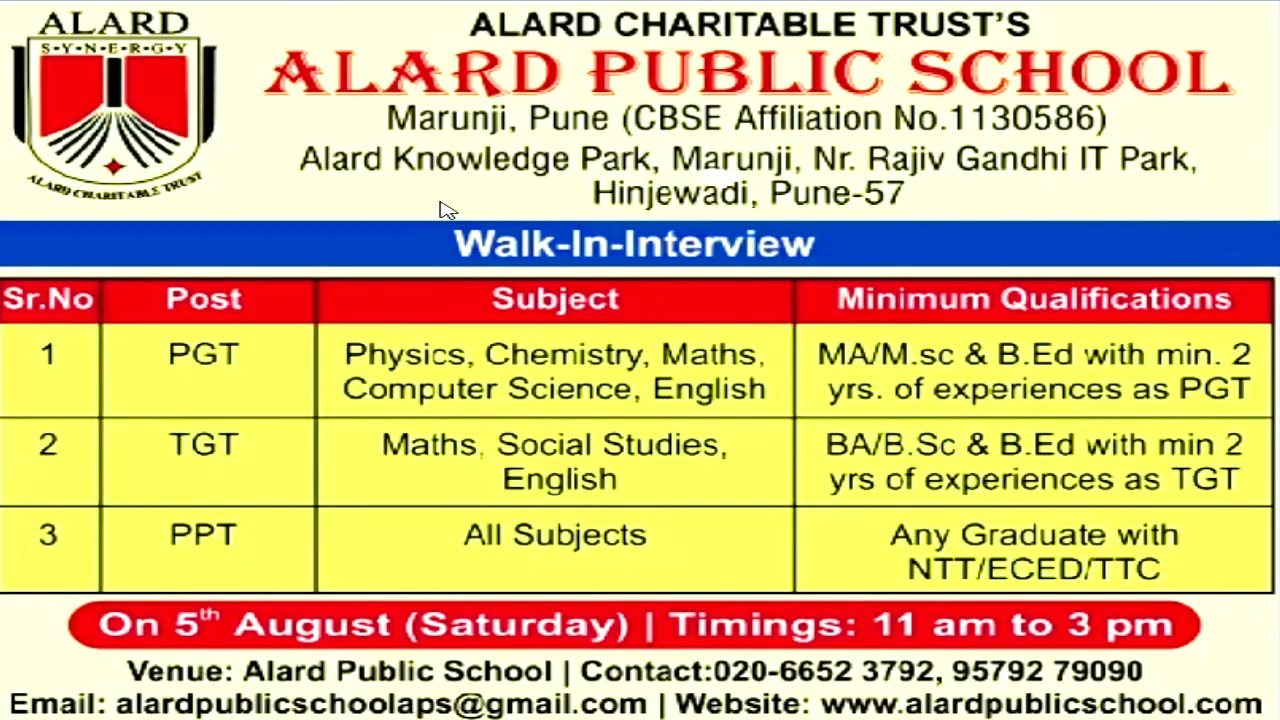 ALARD
S·Y·N·E·R·G·Y
ALARD CHARITABLE TRUST
ALARD CHARITABLE TRUST'S
ALARD PUBLIC SCHOOL
Marunji, Pune (CBSE Affiliation No.1130586)
Alard Knowledge Park, Marunji, Nr. Rajiv Gandhi IT Park,
Hinjewadi, Pune-57
Walk-In-Interview
Sr.No Post Subject Minimum Qualifications
1 PGT Physics, Chemistry, Maths, MA/M.sc & B.Ed with min. 2
Computer Science, English yrs. of experiences as PGT
2 TGT Maths, Social Studies, BA/B.Sc & B.Ed with min 2
English yrs of experiences as TGT
3 PPT All Subjects Any Graduate with
NTT/ECED/TTC
On 5th August (Saturday) | Timings: 11 am to 3 pm
Venue: Alard Public School | Contact:020-6652 3792, 95792 79090
Email: alardpublicschoolaps@gmail.com | Website: www.alardpublicschool.com